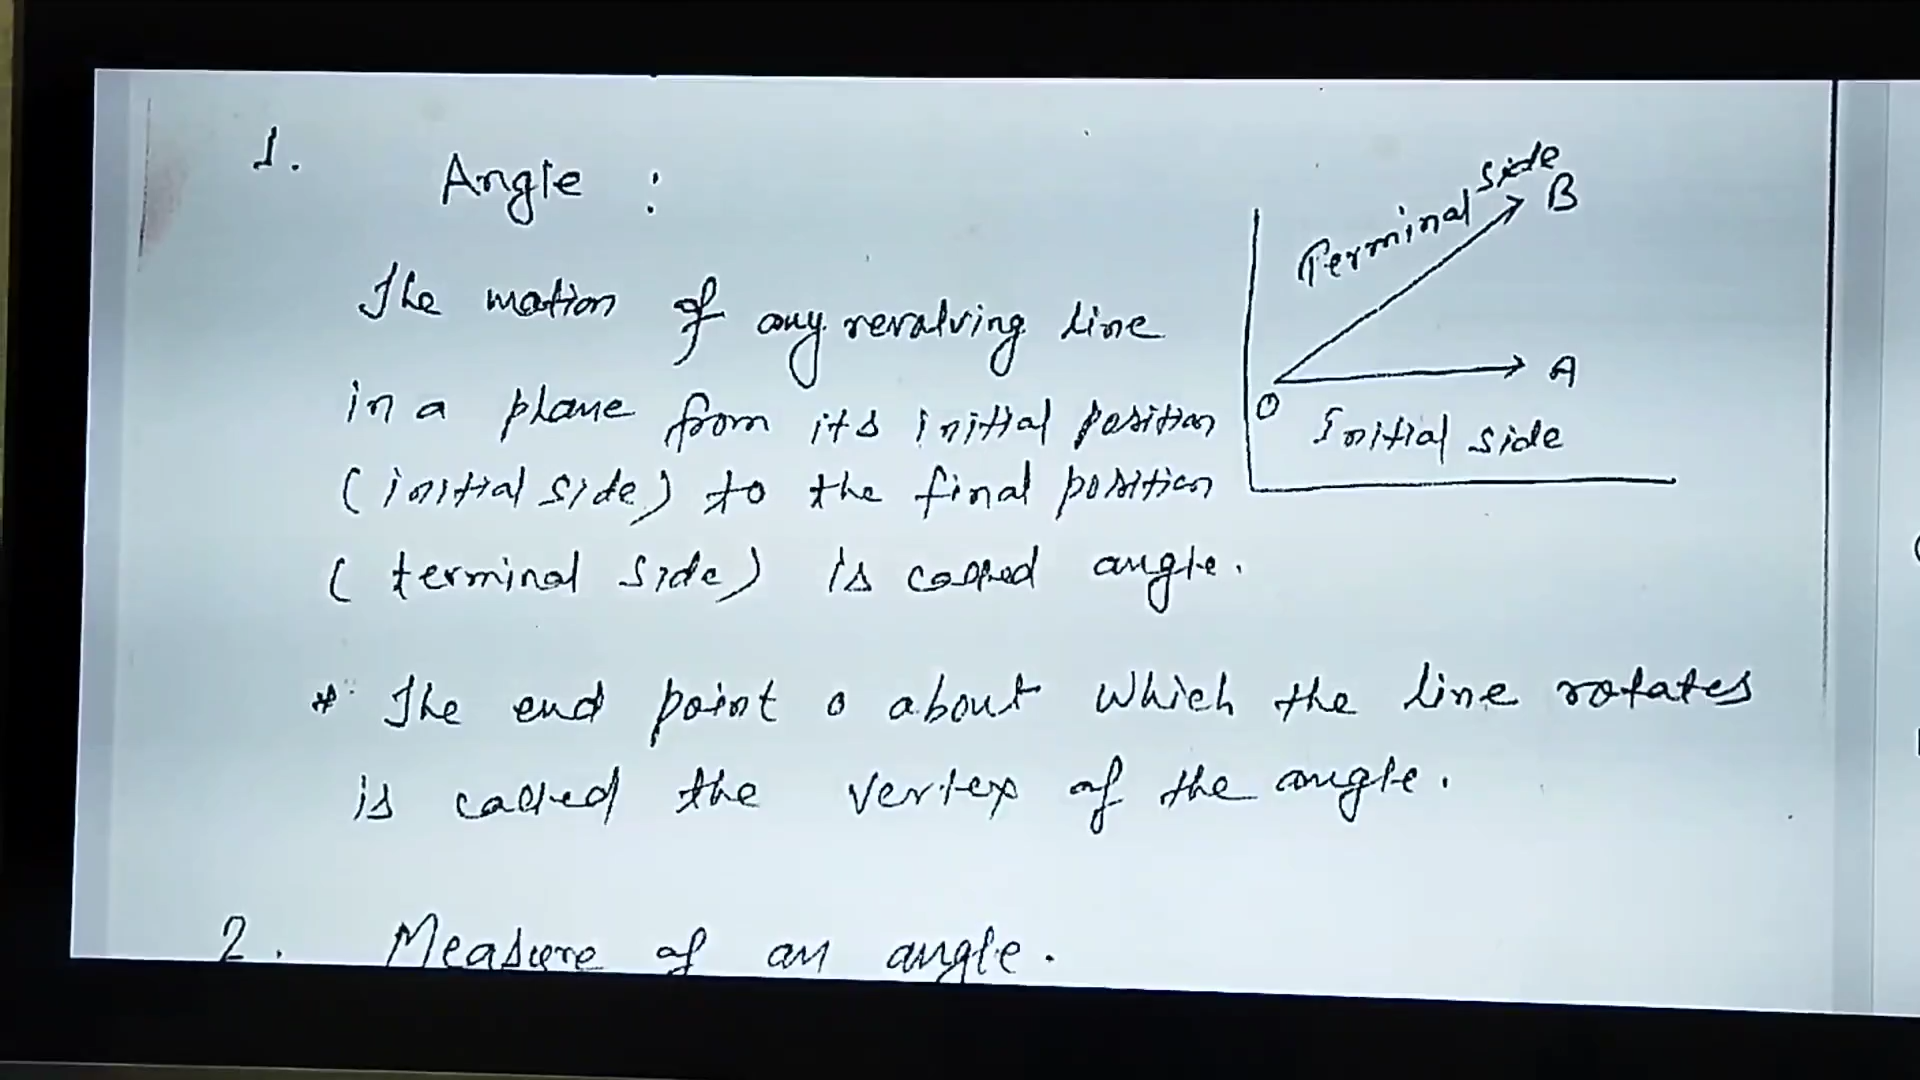 1. Angle :
The motion of any revolving line
in a plane from its initial position
(initial side) to the final position
(terminal side) is called angle.
Terminal side
B
A
O
Initial side
* The end point o about which the line rotates
is called the vertex of the angle.
2. Measure of an angle.